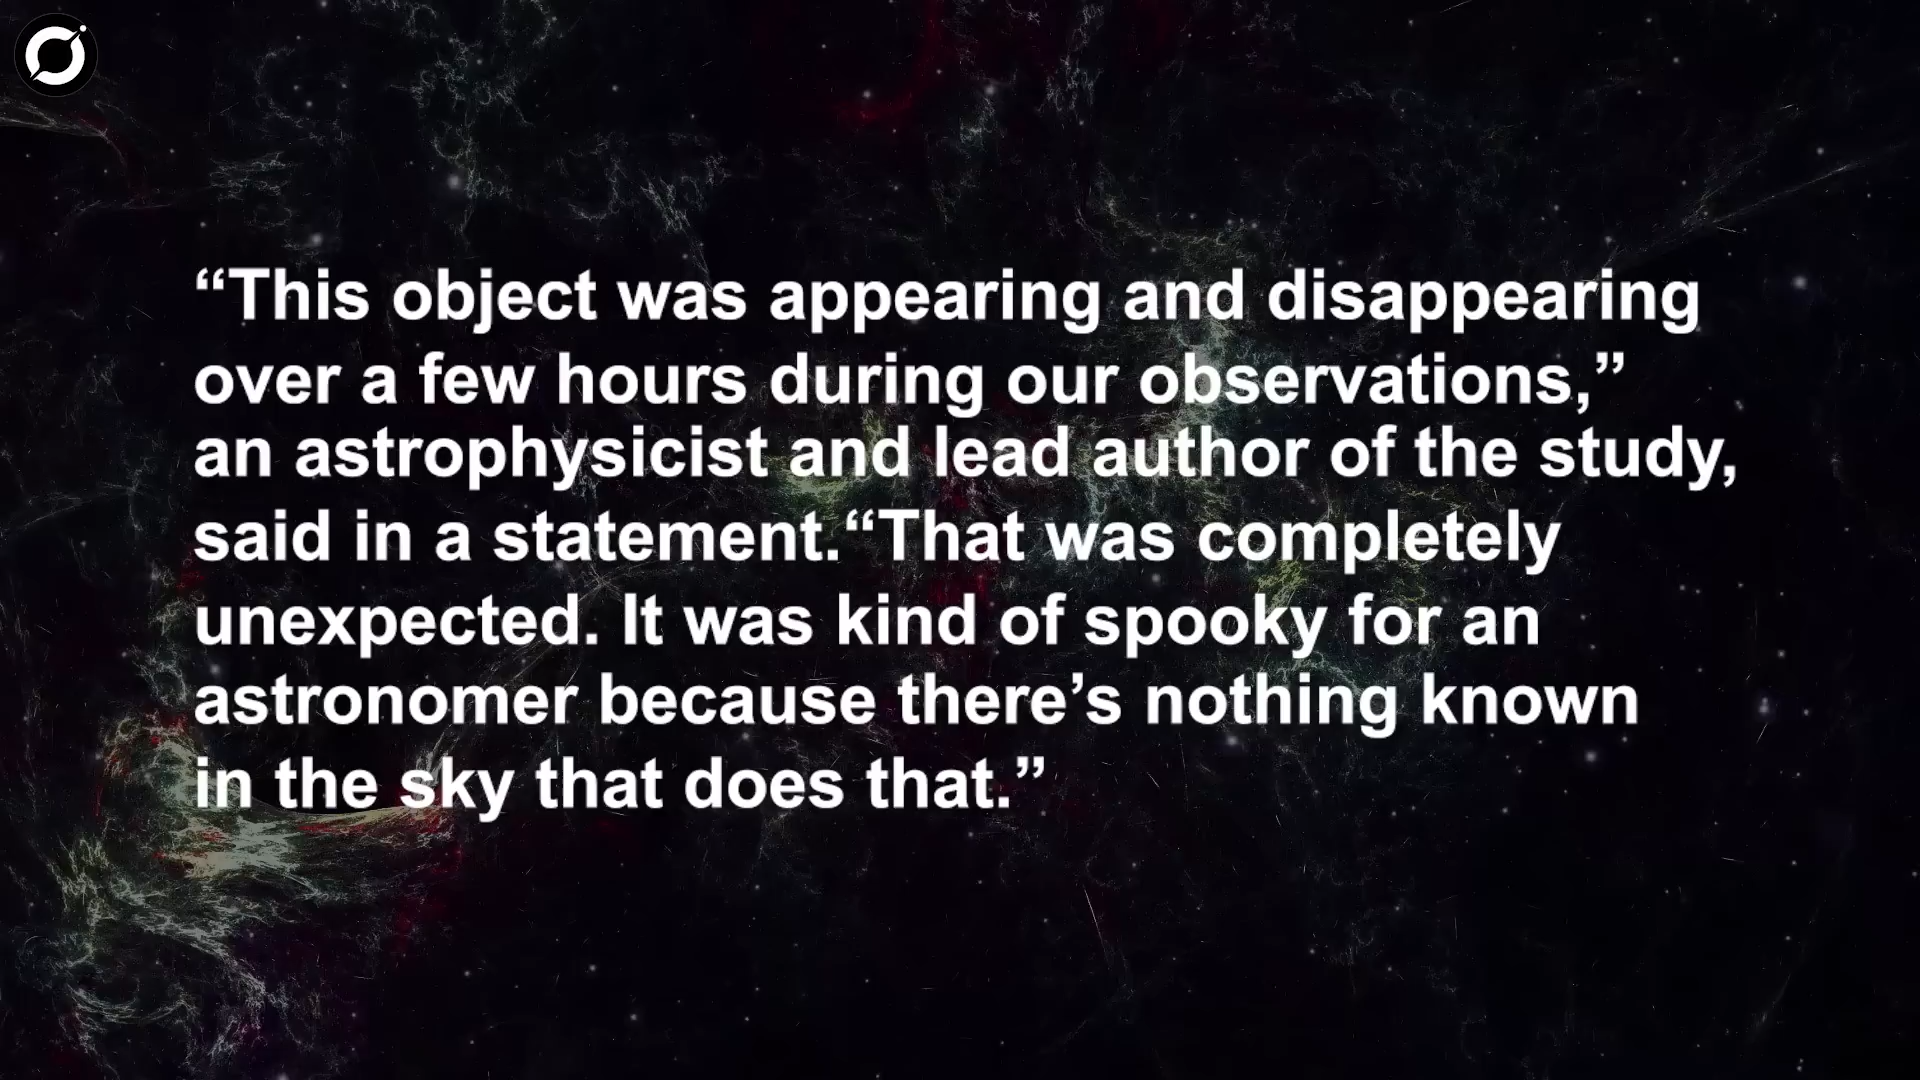 “This object was appearing and disappearing
over a few hours during our observations,”
an astrophysicist and lead author of the study,
said in a statement.“That was completely
unexpected. It was kind of spooky for an
astronomer because there’s nothing known
in the sky that does that.”